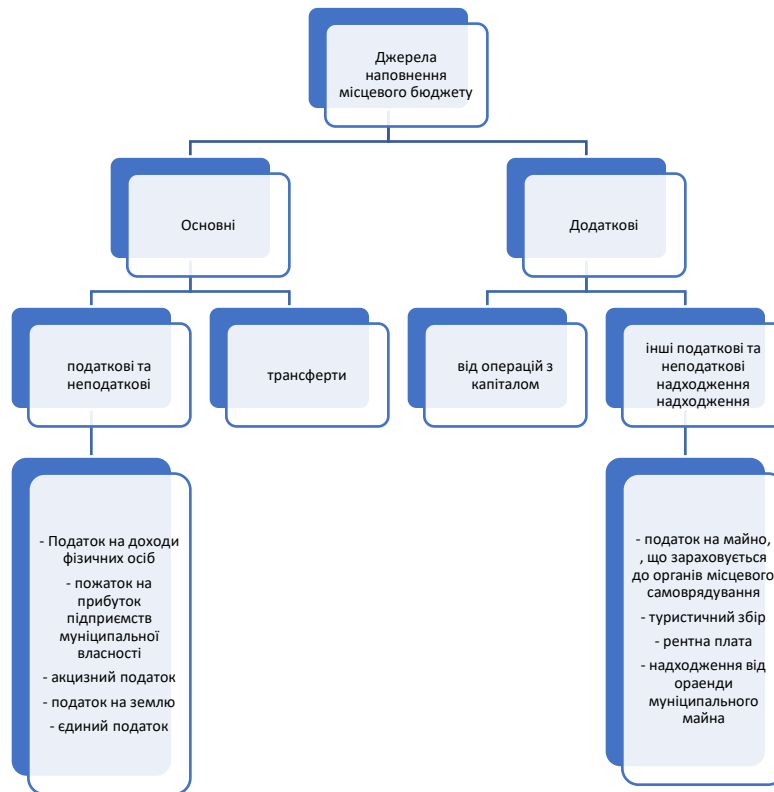 Джерела
наповнення
місцевого бюджету
Основні
Додаткові
податкові та
неподаткові
трансферти
від операцій з
капіталом
інші податкові та
неподаткові
надходження
надходження
- Податок на доходи
фізичних осіб
- пожаток на
прибуток
підприємств
муніципальної
власності
- акцизний податок
- податок на землю
- єдиний податок
- податок на майно,
, що зараховується
до органів місцевого
самоврядування
- туристичний збір
- рентна плата
- надходження від
ораенди
муніципального
майна